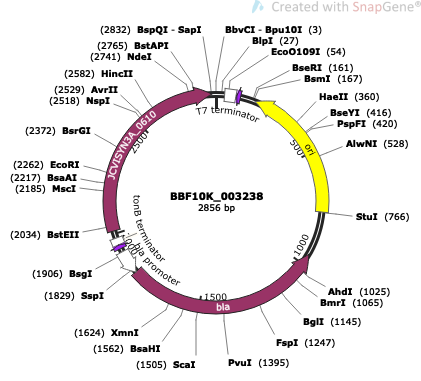 Created with SnapGene®
(2832) BspQI - SapI
BbvCI - Bpu10I (3)
(2765) BstAPI
BlpI (27)
(2741) NdeI
EcoO109I (54)
(2582) HincII
BseRI (161)
(2529) AvrII
BsmI (167)
(2518) NspI
HaeII (360)
T7 terminator
BseYI (416)
(2372) BsrGI
PspFI (420)
JCVISYN3A_0610
2500
ori
500
AlwNI (528)
(2262) EcoRI
(2217) BsaAI
(2185) MscI
BBF10K_003238
2856 bp
StuI (766)
(2034) BstEII
tonB terminator
2000
bla promoter
1000
(1906) BsgI
(1829) SspI
AhdI (1025)
BmrI (1065)
1500
bla
BglI (1145)
(1624) XmnI
FspI (1247)
(1562) BsaHI
(1505) ScaI
PvuI (1395)